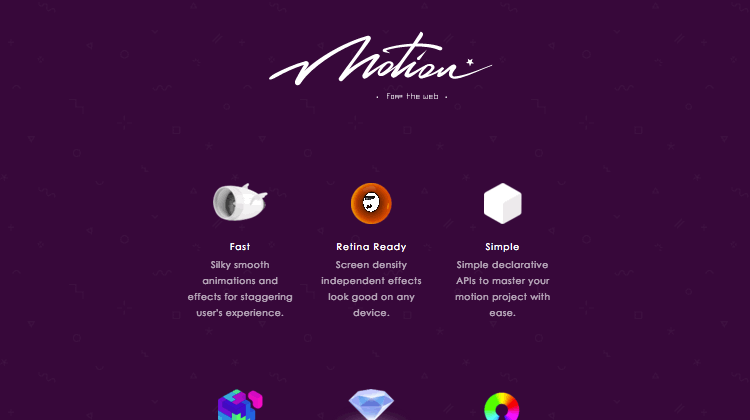 Motion
· for the web ·
Fast
Retina Ready
Simple
Silky smooth
animations and
effects for staggering
user's experience.
Screen density
independent effects
look good on any
device.
Simple declarative
APIs to master your
motion project with
ease.